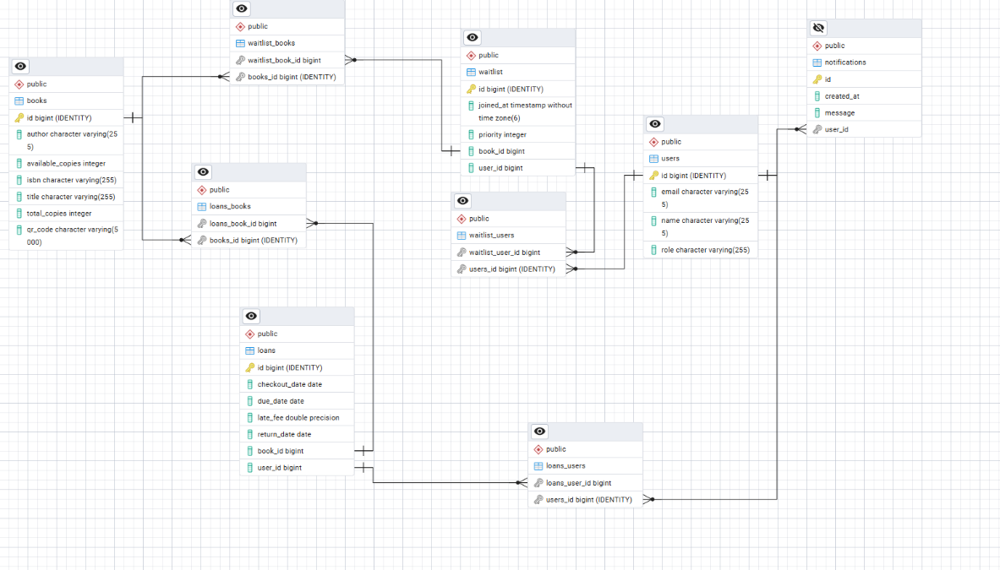 public
waitlist_books
waitlist_book_id bigint
books_id bigint (IDENTITY)
public
books
id bigint (IDENTITY)
author character varying(25
5)
available_copies integer
isbn character varying(255)
title character varying(255)
total_copies integer
qr_code character varying(5
000)
public
loans_books
loans_book_id bigint
books_id bigint (IDENTITY)
public
waitlist
id bigint (IDENTITY)
joined_at timestamp without
time zone(6)
priority integer
book_id bigint
user_id bigint
public
waitlist_users
waitlist_user_id bigint
users_id bigint (IDENTITY)
public
users
id bigint (IDENTITY)
email character varying(25
5)
name character varying(25
5)
role character varying(255)
public
notifications
id
created_at
message
user_id
public
loans
id bigint (IDENTITY)
checkout_date date
due_date date
late_fee double precision
return_date date
book_id bigint
user_id bigint
public
loans_users
loans_user_id bigint
users_id bigint (IDENTITY)